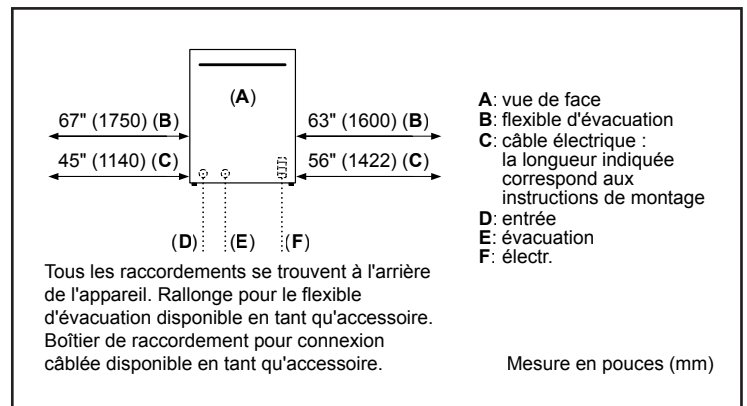 (A)
67" (1750) (B)
63" (1600) (B)
45" (1140) (C)
56" (1422) (C)
(D)
(E)
(F)
A: vue de face
B: flexible d'évacuation
C: câble électrique :
la longueur indiquée
correspond aux
instructions de montage
D: entrée
E: évacuation
F: électr.
Tous les raccordements se trouvent à l'arrière
de l'appareil. Rallonge pour le flexible
d'évacuation disponible en tant qu'accessoire.
Boîtier de raccordement pour connexion
câblée disponible en tant qu'accessoire.
Mesure en pouces (mm)